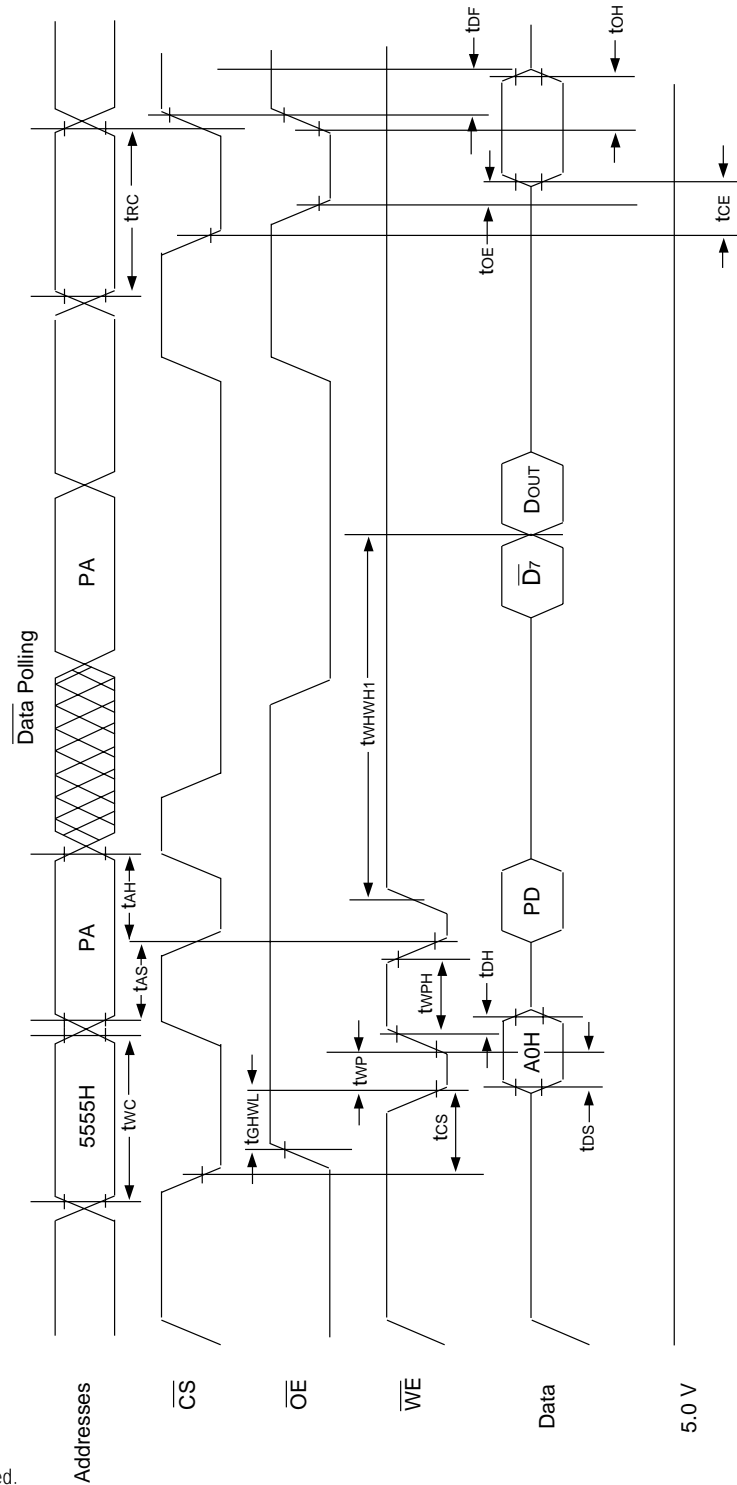 Data Polling
Addresses
5555H
PA
PA
tWC
tAS
tAH
tRC
CS
OE
tGHWL
WE
tCS
tWP
tWPH
tWHWH1
tDH
Data
A0H
PD
D7
DOUT
tDS
tOE
tDF
tOH
tCE
5.0 V
ed.